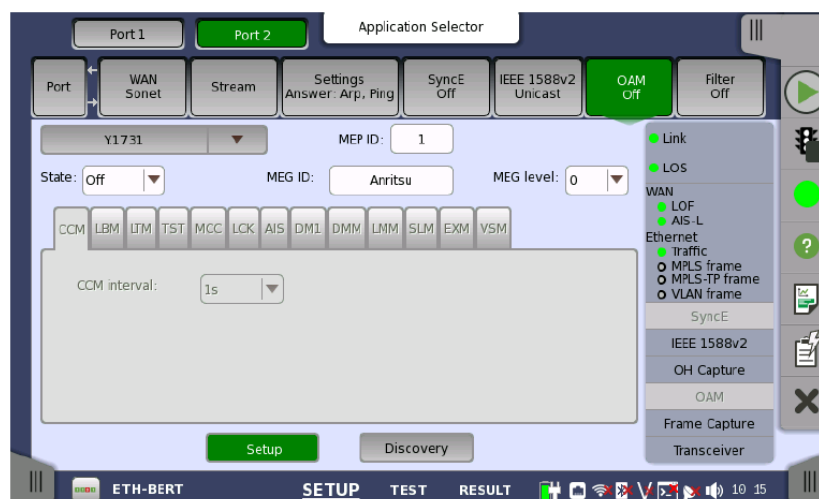 Port 1
Port 2
Application Selector
Port
WAN
Sonet
Stream
Settings
Answer: Arp, Ping
SyncE
Off
IEEE 1588v2
Unicast
OAM
Off
Filter
Off
Y1731
MEP ID:
1
State:
Off
MEG ID:
Anritsu
MEG level:
0
CCM
LBM
LTM
TST
MCC
LCK
AIS
DM1
DMM
LMM
SLM
EXM
VSM
CCM interval:
1s
Link
LOS
WAN
LOF
AIS-L
Ethernet
Traffic
MPLS frame
MPLS-TP frame
VLAN frame
SyncE
IEEE 1588v2
OH Capture
OAM
Frame Capture
Transceiver
Setup
Discovery
ETH-BERT
SETUP
TEST
RESULT
10 15